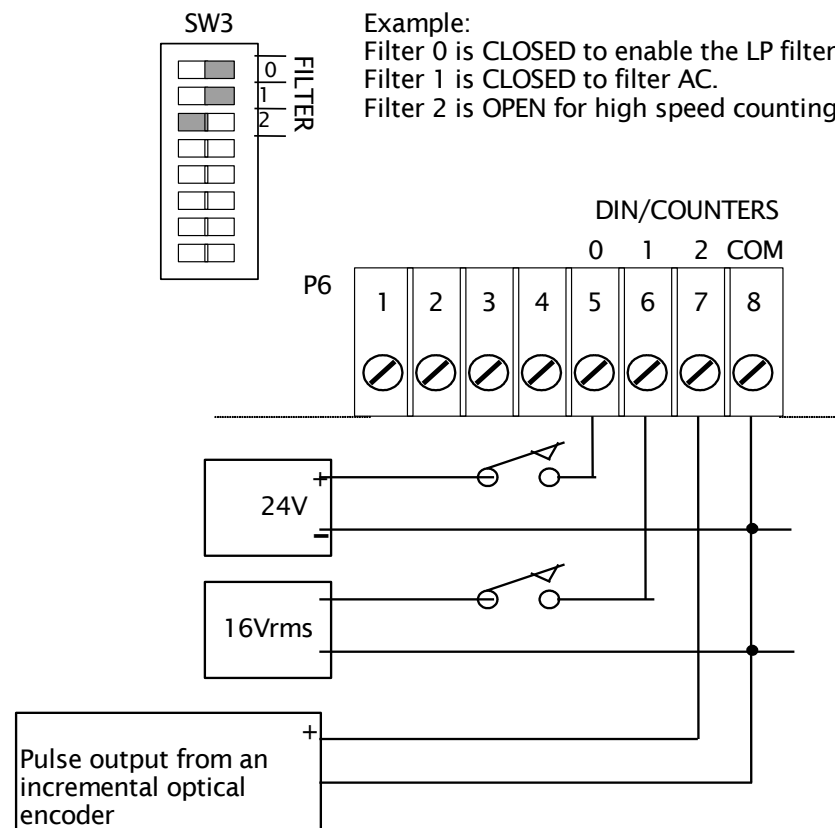 SW3
0
1
2
FILTER
Example:
Filter 0 is CLOSED to enable the LP filter
Filter 1 is CLOSED to filter AC.
Filter 2 is OPEN for high speed counting
DIN/COUNTERS
0 1 2 COM
P6
1 2 3 4 5 6 7 8
+
24V
-
16Vrms
+
Pulse output from an
incremental optical
encoder